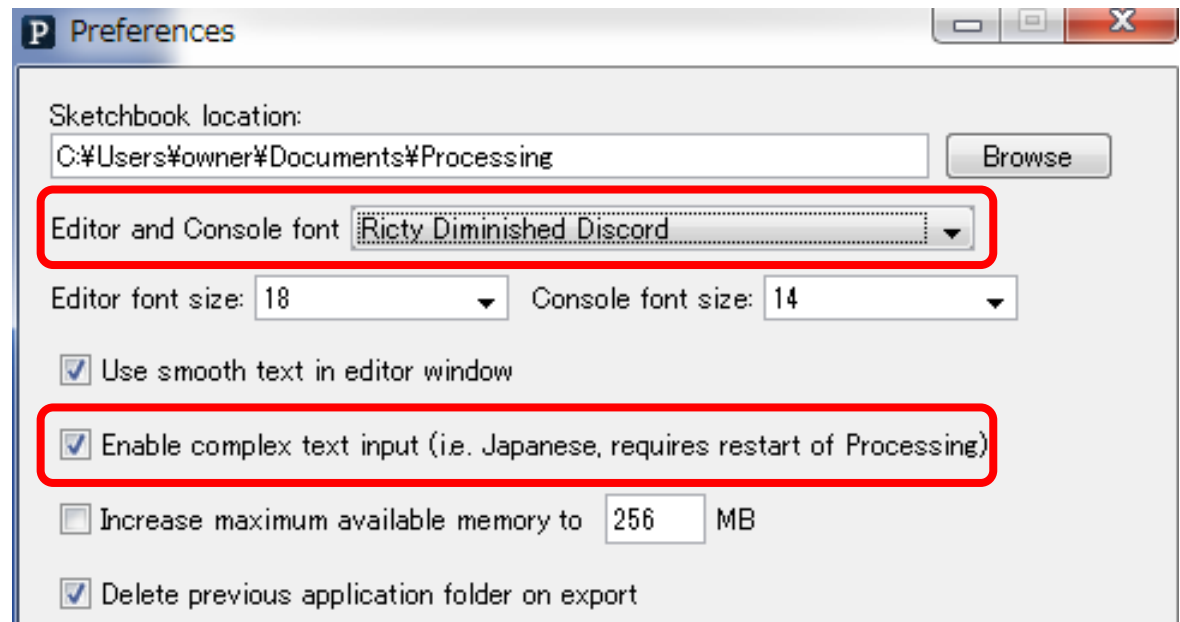 P Preferences
Sketchbook location:
C:¥Users¥owner¥Documents¥Processing Browse
Editor and Console font Ricty Diminished Discord
Editor font size: 18 Console font size: 14
Use smooth text in editor window
Enable complex text input (i.e. Japanese, requires restart of Processing)
Increase maximum available memory to 256 MB
Delete previous application folder on export